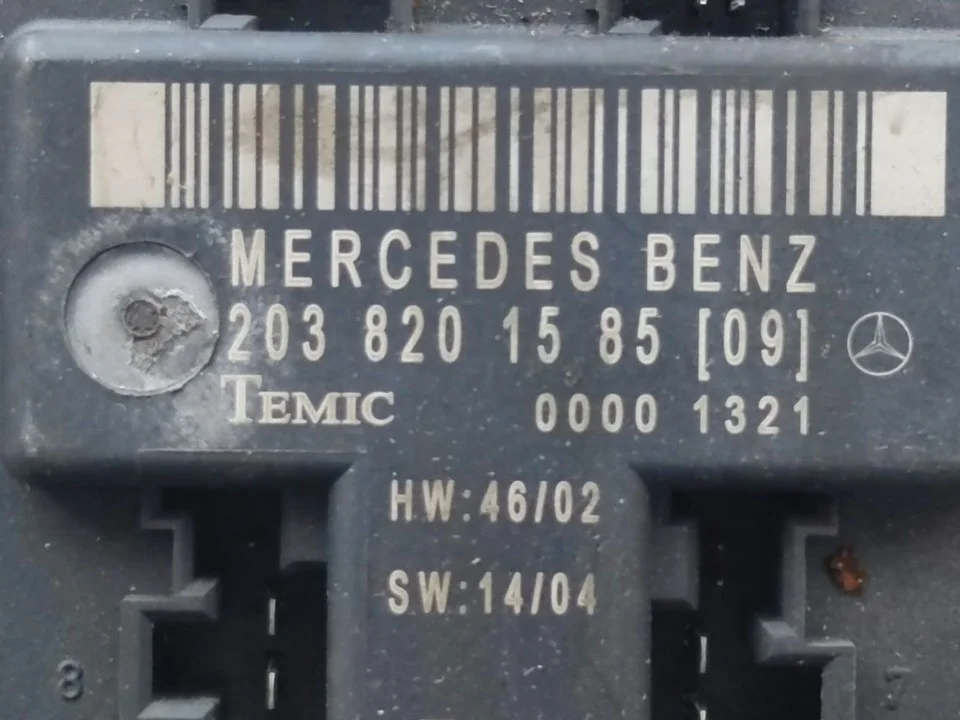 MERCEDES BENZ
203 820 15 85 [09]
TEMIC 0000 1321
HW:46/02
SW:14/04
8 7